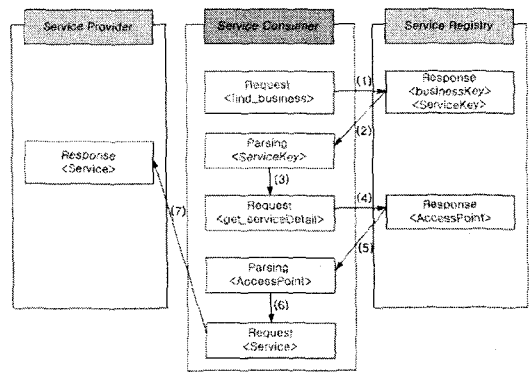 Service Provider
Service Consumer
Service Registry
Request
<find_business>
(1)
Response
<businessKey>
<ServiceKey>
(2)
Parsing
<ServiceKey>
Response
<Service>
(3)
Request
<get_serviceDetail>
(4)
Response
<AccessPoint>
(7)
(5)
Parsing
<AccessPoint>
(6)
Request
<Service>